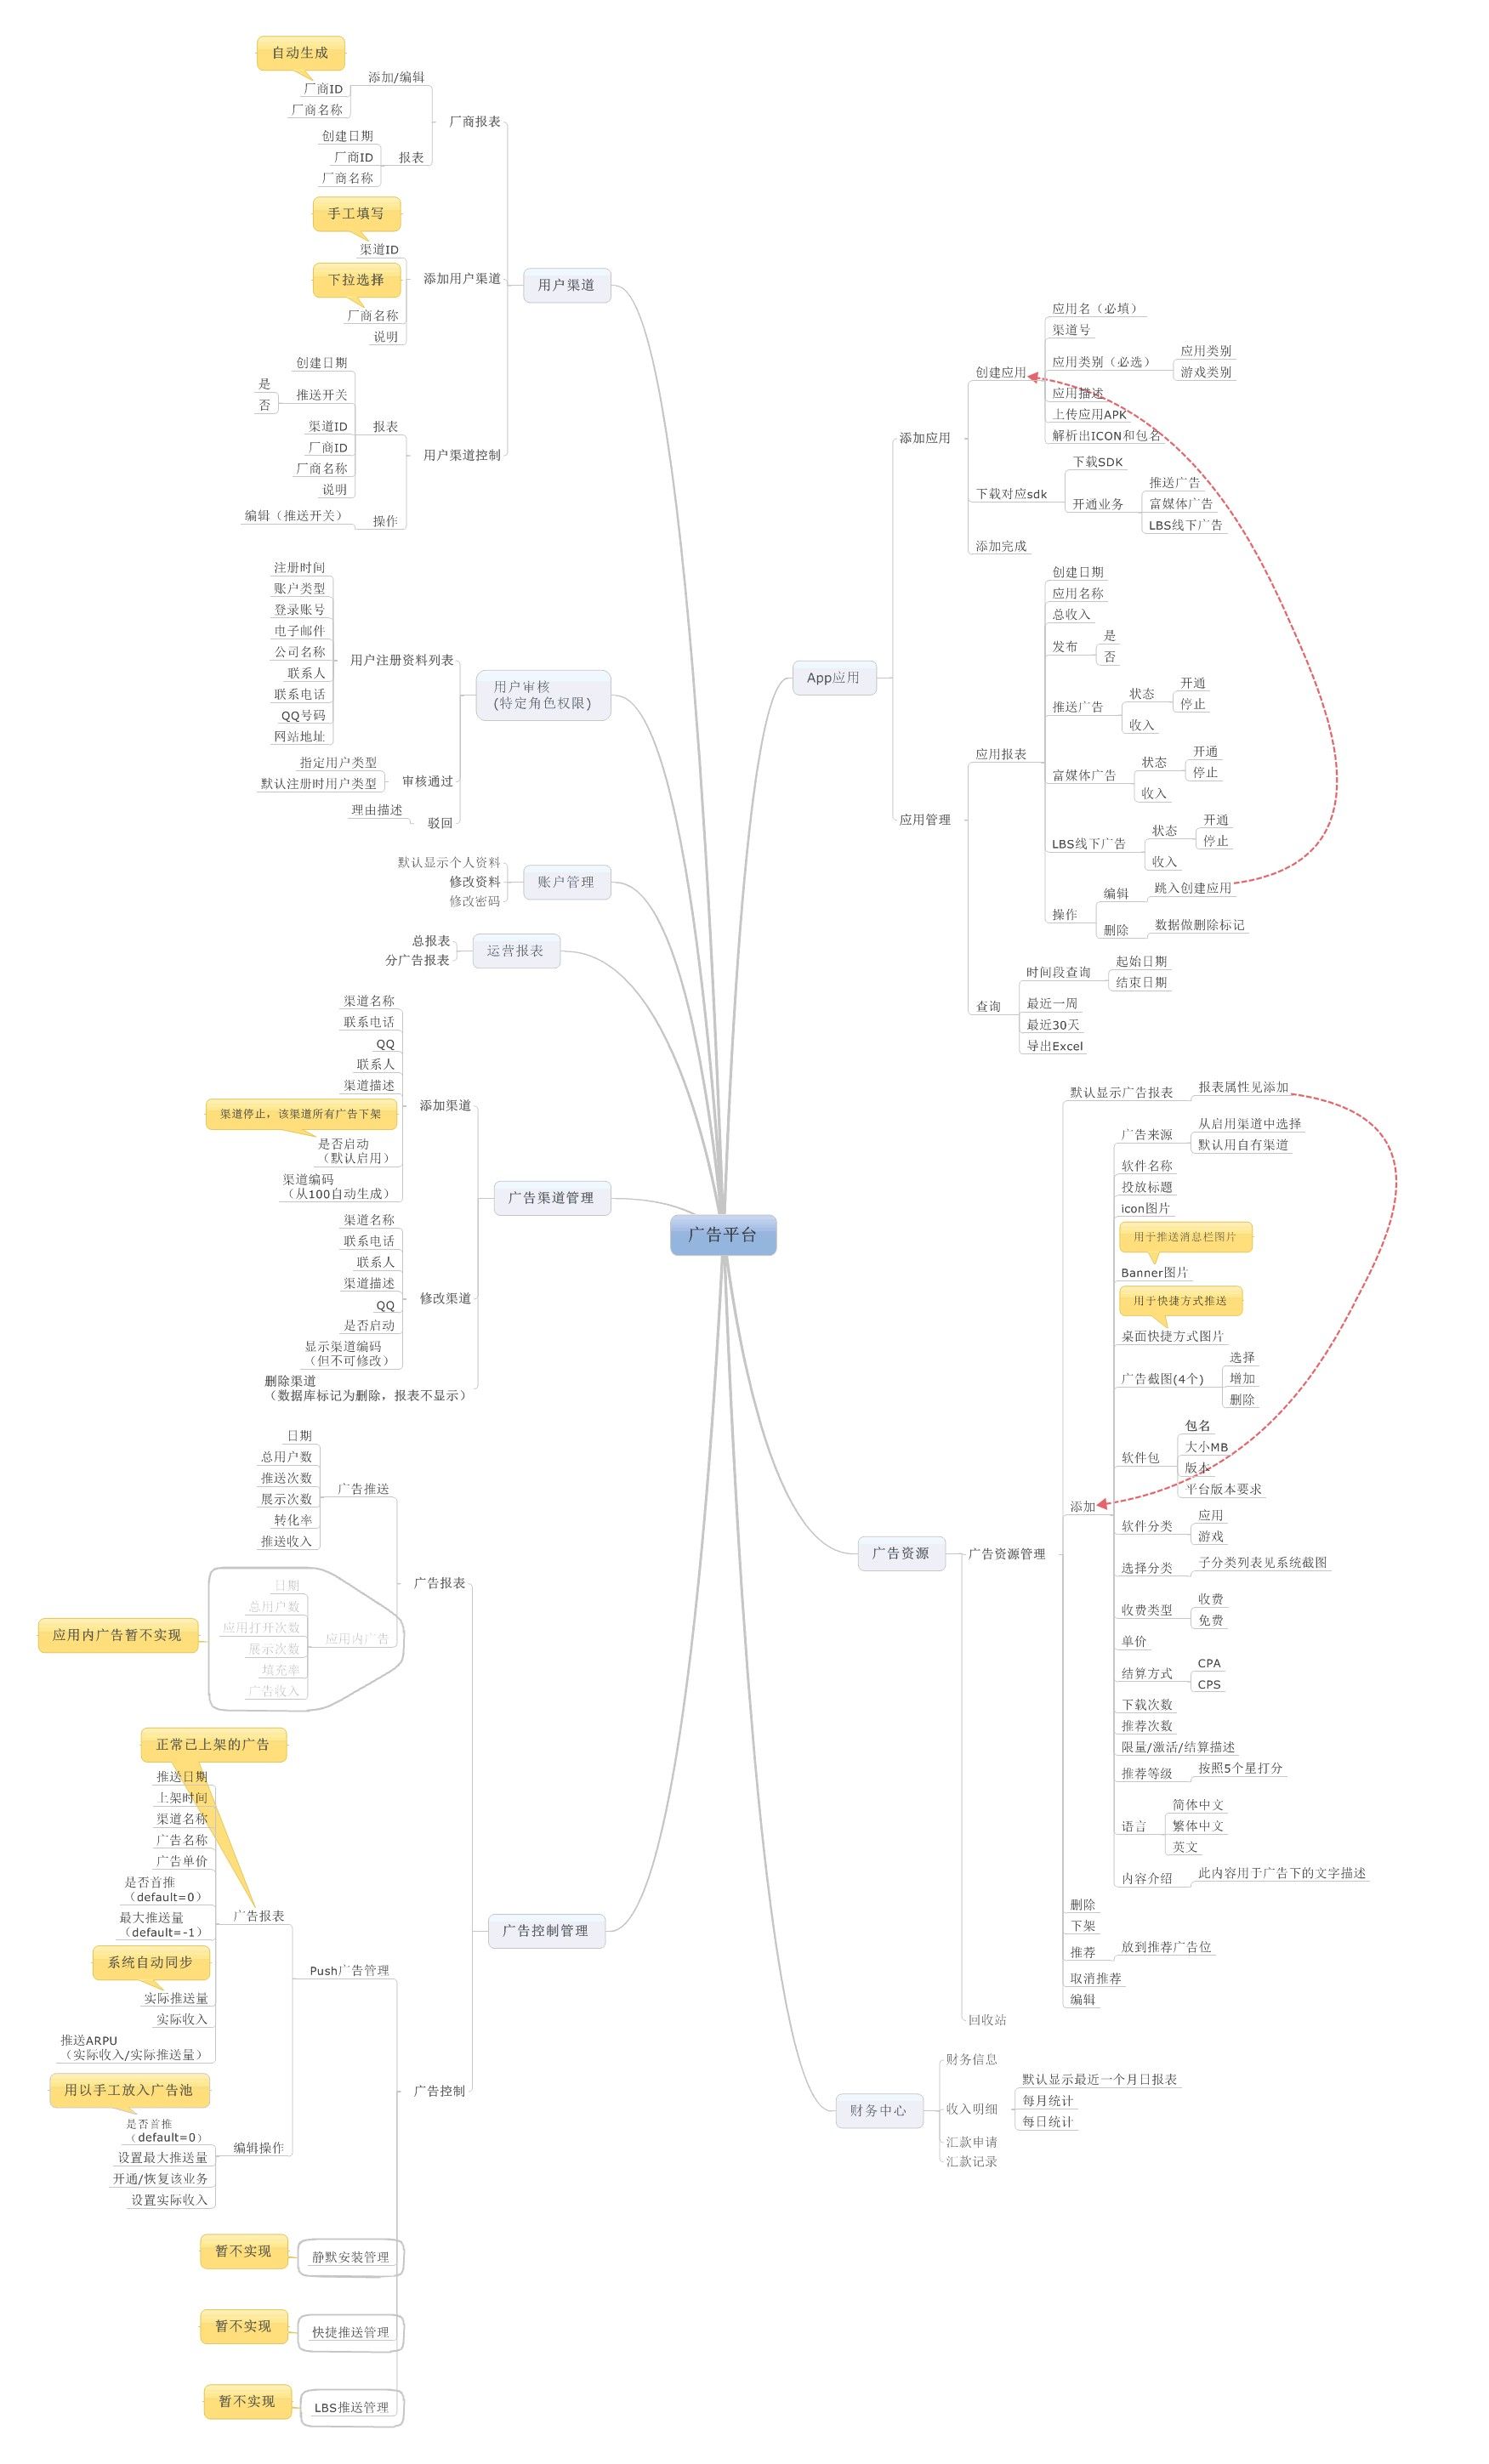 自动生成
添加/编辑
厂商ID
厂商名称
厂商报表
创建日期
厂商ID
报表
厂商名称
手工填写
渠道ID
下拉选择
添加用户渠道
用户渠道
厂商名称
说明
创建日期
是
推送开关
否
渠道ID
报表
厂商ID
用户渠道控制
厂商名称
说明
编辑（推送开关）
操作
注册时间
账户类型
登录账号
电子邮件
公司名称
用户注册资料列表
联系人
联系电话
QQ号码
网站地址
用户审核
(特定角色权限)
指定用户类型
审核通过
默认注册时用户类型
理由描述
驳回
默认显示个人资料
修改资料
账户管理
修改密码
总报表
运营报表
分广告报表
渠道名称
联系电话
QQ
联系人
渠道描述
添加渠道
渠道停止，该渠道所有广告下架
是否启动
（默认启用）
渠道编码
（从100自动生成）
广告渠道管理
渠道名称
联系电话
联系人
渠道描述
修改渠道
QQ
是否启动
显示渠道编码
（但不可修改）
删除渠道
（数据库标记为删除，报表不显示）
广告平台
日期
总用户数
推送次数
广告推送
展示次数
转化率
推送收入
广告报表
日期
总用户数
应用打开次数
应用内广告
展示次数
填充率
广告收入
应用内广告暂不实现
正常已上架的广告
推送日期
上架时间
渠道名称
广告名称
广告单价
是否首推
（default=0）
最大推送量
（default=-1）
广告报表
广告控制管理
系统自动同步
Push广告管理
实际推送量
实际收入
推送ARPU
（实际收入/实际推送量）
用以手工放入广告池
广告控制
是否首推
（default=0）
编辑操作
设置最大推送量
开通/恢复该业务
设置实际收入
暂不实现
静默安装管理
暂不实现
快捷推送管理
暂不实现
LBS推送管理
应用名（必填）
渠道号
应用类别
应用类别（必选）
游戏类别
创建应用
应用描述
上传应用APK
解析出ICON和包名
添加应用
下载SDK
下载对应sdk
推送广告
开通业务
富媒体广告
LBS线下广告
添加完成
创建日期
应用名称
总收入
发布
是
否
App应用
推送广告
状态
开通
停止
收入
应用报表
富媒体广告
状态
开通
停止
收入
应用管理
LBS线下广告
状态
开通
停止
收入
操作
编辑
跳入创建应用
删除
数据做删除标记
时间段查询
起始日期
结束日期
查询
最近一周
最近30天
导出Excel
默认显示广告报表
报表属性见添加
广告来源
从启用渠道中选择
默认用自有渠道
软件名称
投放标题
icon图片
用于推送消息栏图片
Banner图片
用于快捷方式推送
桌面快捷方式图片
广告截图(4个)
选择
增加
删除
软件包
包名
大小MB
版本
平台版本要求
添加
软件分类
应用
游戏
广告资源
广告资源管理
选择分类
子分类列表见系统截图
收费类型
收费
免费
单价
结算方式
CPA
CPS
下载次数
推荐次数
限量/激活/结算描述
推荐等级
按照5个星打分
语言
简体中文
繁体中文
英文
内容介绍
此内容用于广告下的文字描述
删除
下架
推荐
放到推荐广告位
取消推荐
编辑
回收站
财务信息
默认显示最近一个月日报表
财务中心
收入明细
每月统计
每日统计
汇款申请
汇款记录